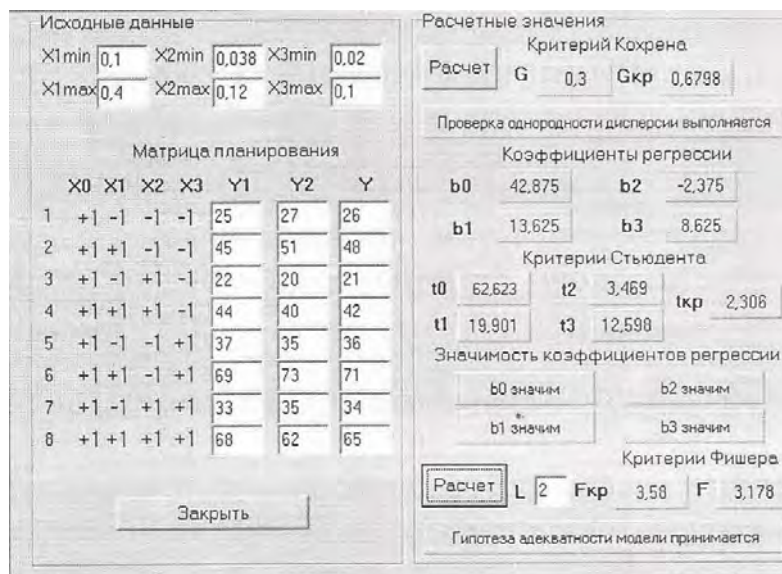 Исходные данные
X1min 0,1 X2min 0,038 X3min 0,02
X1max 0,4 X2max 0,12 X3max 0,1
Матрица планирования
X0 X1 X2 X3 Y1 Y2 Y
1 +1 -1 -1 -1 25 27 26
2 +1 +1 -1 -1 45 51 48
3 +1 -1 +1 -1 22 20 21
4 +1 +1 +1 -1 44 40 42
5 +1 -1 -1 +1 37 35 36
6 +1 +1 -1 +1 69 73 71
7 +1 -1 +1 +1 33 35 34
8 +1 +1 +1 +1 68 62 65
Закрыть
Расчетные значения
Критерий Кохрена
Расчет G 0,3 Gкр 0,6798
Проверка однородности дисперсии выполняется
Коэффициенты регрессии
b0 42,875 b2 -2,375
b1 13,625 b3 8,625
Критерии Стьюдента
t0 62,623 t2 3,469 tкр 2,306
t1 19,901 t3 12,598
Значимость коэффициентов регрессии
b0 значим b2 значим
b1 значим b3 значим
Критерии Фишера
Расчет L 2 Fкр 3,58 F 3,178
Гипотеза адекватности модели принимается